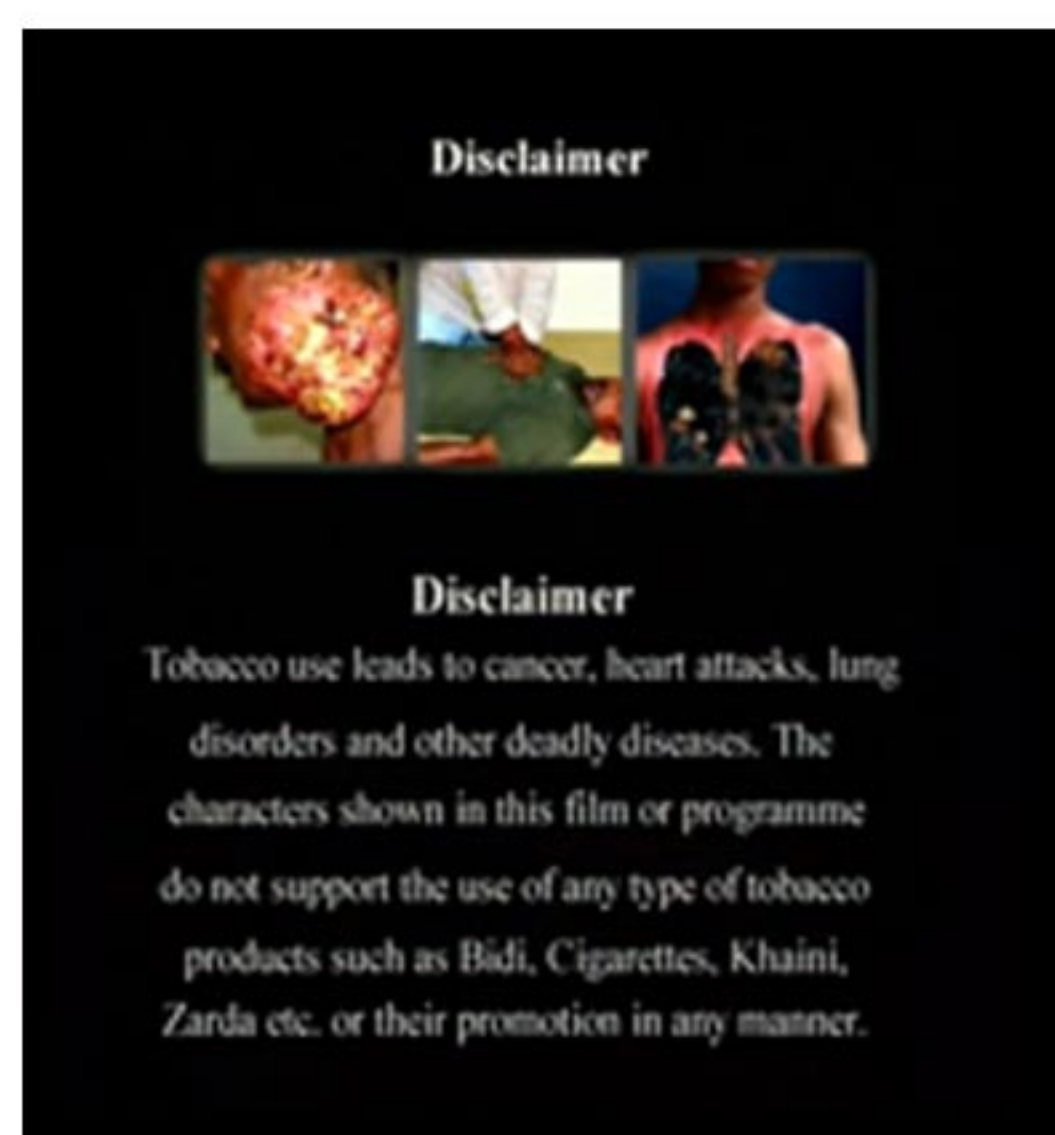 Disclaimer
Disclaimer
Tobacco use leads to cancer, heart attacks, lung
disorders and other deadly diseases. The
characters shown in this film or programme
do not support the use of any type of tobacco
products such as Bidi, Cigarettes, Khaini,
Zarda etc. or their promotion in any manner.